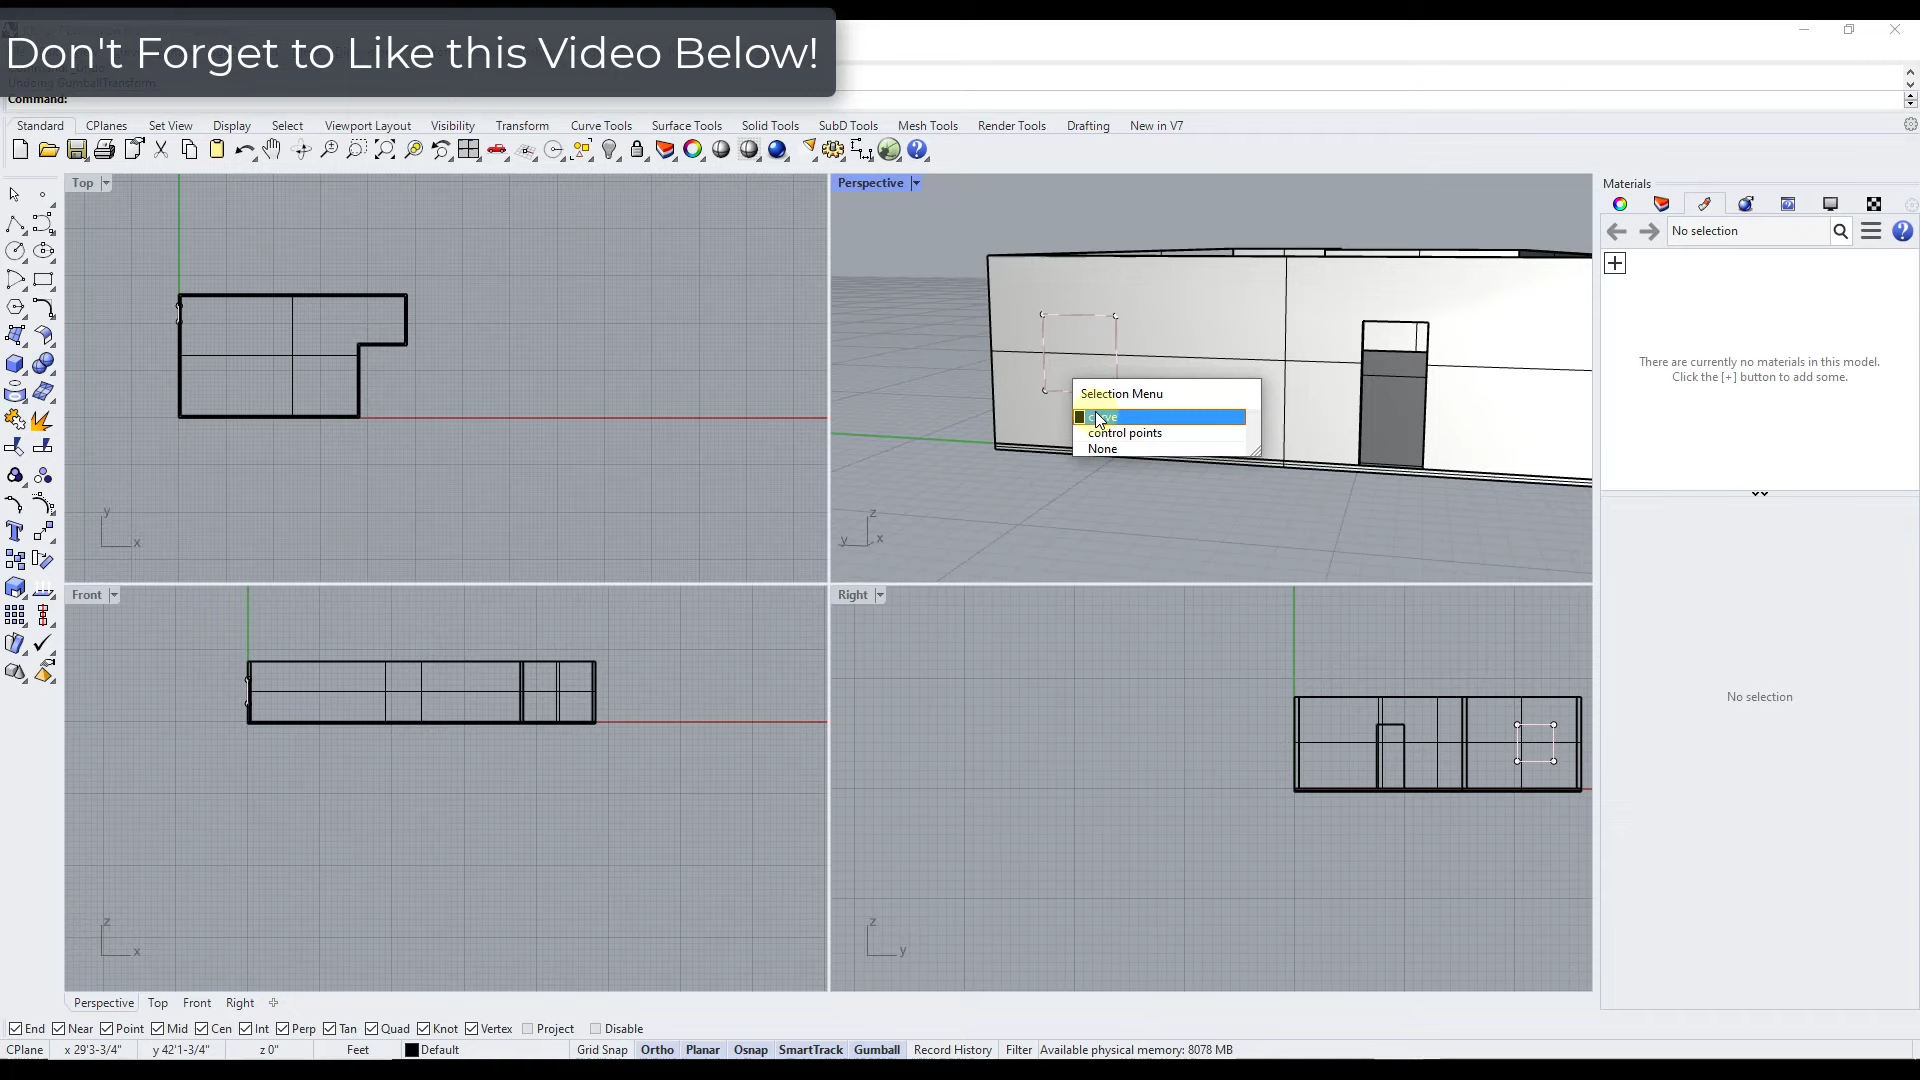 Don't Forget to Like this Video Below!
Undoing GumballTransform
Command:
Standard CPlanes Set View Display Select Viewport Layout Visibility Transform Curve Tools Surface Tools Solid Tools SubD Tools Mesh Tools Render Tools Drafting New in V7
Top
Perspective
Materials
No selection
There are currently no materials in this model.
Click the [+] button to add some.
Selection Menu
curve
control points
None
y
x
z
y
x
Front
Right
No selection
z
x
z
y
Perspective Top Front Right
End Near Point Mid Cen Int Perp Tan Quad Knot Vertex Project Disable
CPlane x 29'3-3/4" y 42'1-3/4" z 0" Feet Default Grid Snap Ortho Planar Osnap SmartTrack Gumball Record History Filter Available physical memory: 8078 MB